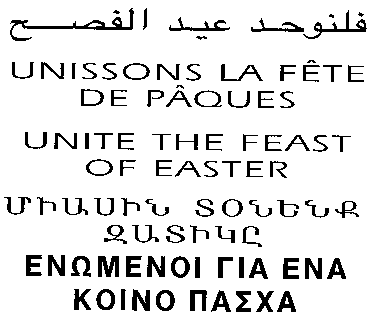 فلنوحد عيد الفصح
UNISSONS LA FÊTE
DE PÂQUES
UNITE THE FEAST
OF EASTER
ՄԻԱՍԻՆ ՏՕՆԵՆՔ
ԶԱՏԻԿԸ
ΕΝΩΜΕΝΟΙ ΓΙΑ ΕΝΑ
ΚΟΙΝΟ ΠΑΣΧΑ